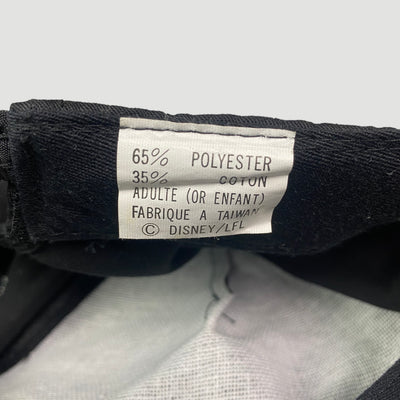 65% POLYESTER
35% COTON
ADULTE (OR ENFANT)
FABRIQUE A TAIWAN
© DISNEY/LFL